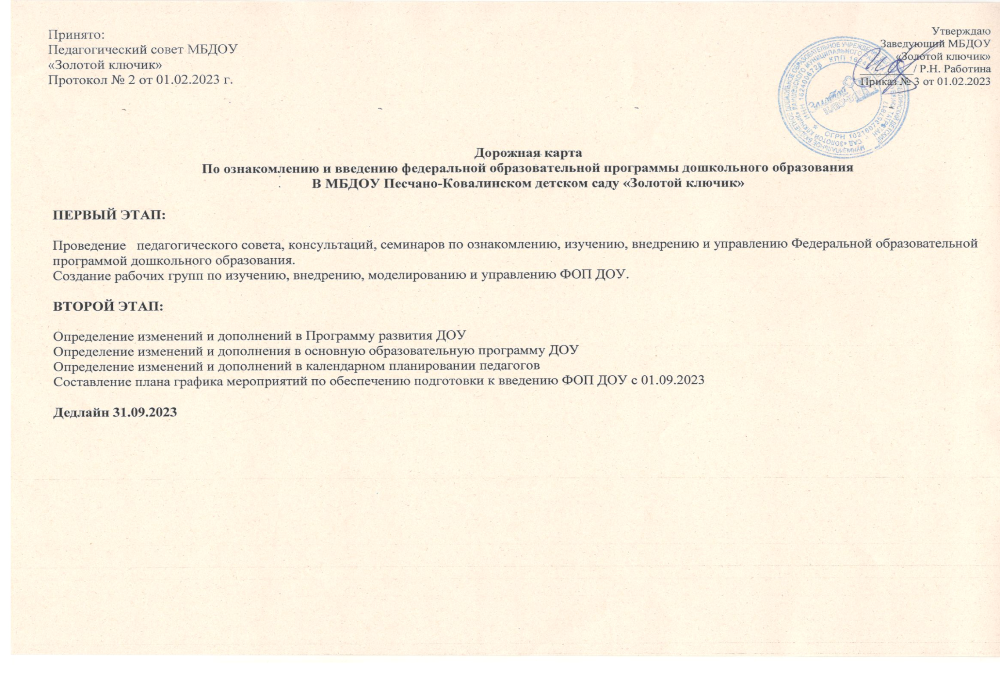 Принято:
Педагогический совет МБДОУ
«Золотой ключик»
Протокол № 2 от 01.02.2023 г.
Утверждаю
Заведующий МБДОУ
«Золотой ключик»
/ Р.Н. Работина
Приказ № 3 от 01.02.2023
ИНН 1624006728 КПП
Золотой
ключик
Дорожная карта
По ознакомлению и введению федеральной образовательной программы дошкольного образования
В МБДОУ Песчано-Ковалинском детском саду «Золотой ключик»
ПЕРВЫЙ ЭТАП:
Проведение педагогического совета, консультаций, семинаров по ознакомлению, изучению, внедрению и управлению Федеральной образовательной
программой дошкольного образования.
Создание рабочих групп по изучению, внедрению, моделированию и управлению ФОП ДОУ.
ВТОРОЙ ЭТАП:
Определение изменений и дополнений в Программу развития ДОУ
Определение изменений и дополнения в основную образовательную программу ДОУ
Определение изменений и дополнений в календарном планировании педагогов
Составление плана графика мероприятий по обеспечению подготовки к введению ФОП ДОУ с 01.09.2023
Дедлайн 31.09.2023